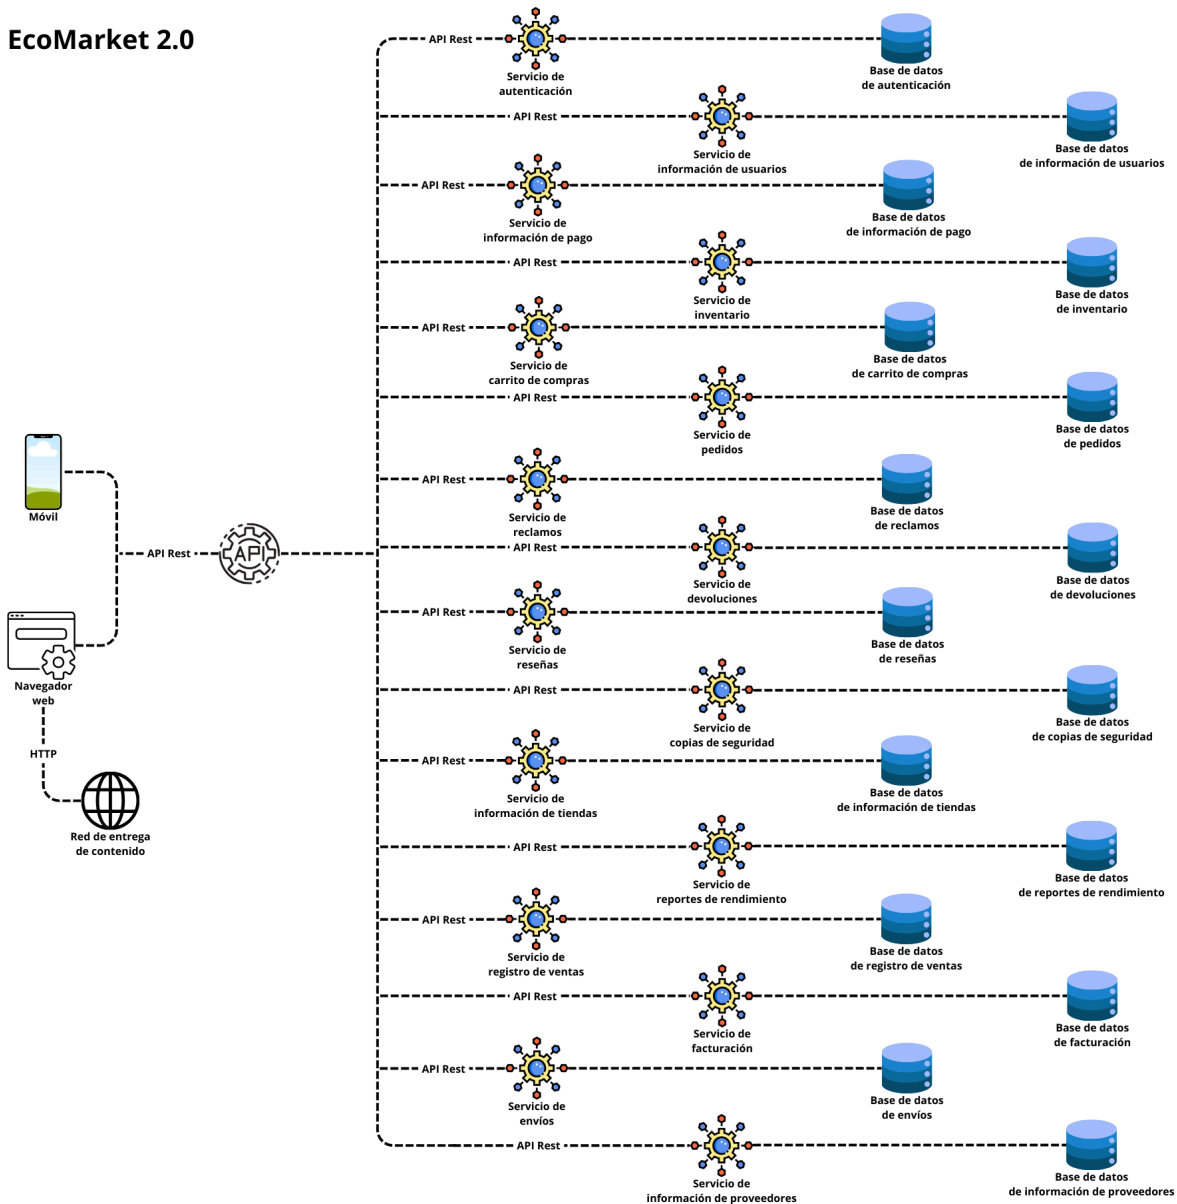 EcoMarket 2.0
API Rest
Servicio de
autenticación
Base de datos
de autenticación
API Rest
Servicio de
información de usuarios
Base de datos
de información de usuarios
API Rest
Servicio de
información de pago
Base de datos
de información de pago
API Rest
Servicio de
inventario
Base de datos
de inventario
API Rest
Servicio de
carrito de compras
Base de datos
de carrito de compras
API Rest
Servicio de
pedidos
Base de datos
de pedidos
Móvil
API Rest
Servicio de
reclamos
Base de datos
de reclamos
API Rest
API
API Rest
Servicio de
devoluciones
Base de datos
de devoluciones
API Rest
Servicio de
reseñas
Base de datos
de reseñas
Navegador
web
API Rest
Servicio de
copias de seguridad
Base de datos
de copias de seguridad
HTTP
API Rest
Servicio de
información de tiendas
Base de datos
de información de tiendas
Red de entrega
de contenido
API Rest
Servicio de
reportes de rendimiento
Base de datos
de reportes de rendimiento
API Rest
Servicio de
registro de ventas
Base de datos
de registro de ventas
API Rest
Servicio de
facturación
Base de datos
de facturación
API Rest
Servicio de
envíos
Base de datos
de envíos
API Rest
Servicio de
información de proveedores
Base de datos
de información de proveedores